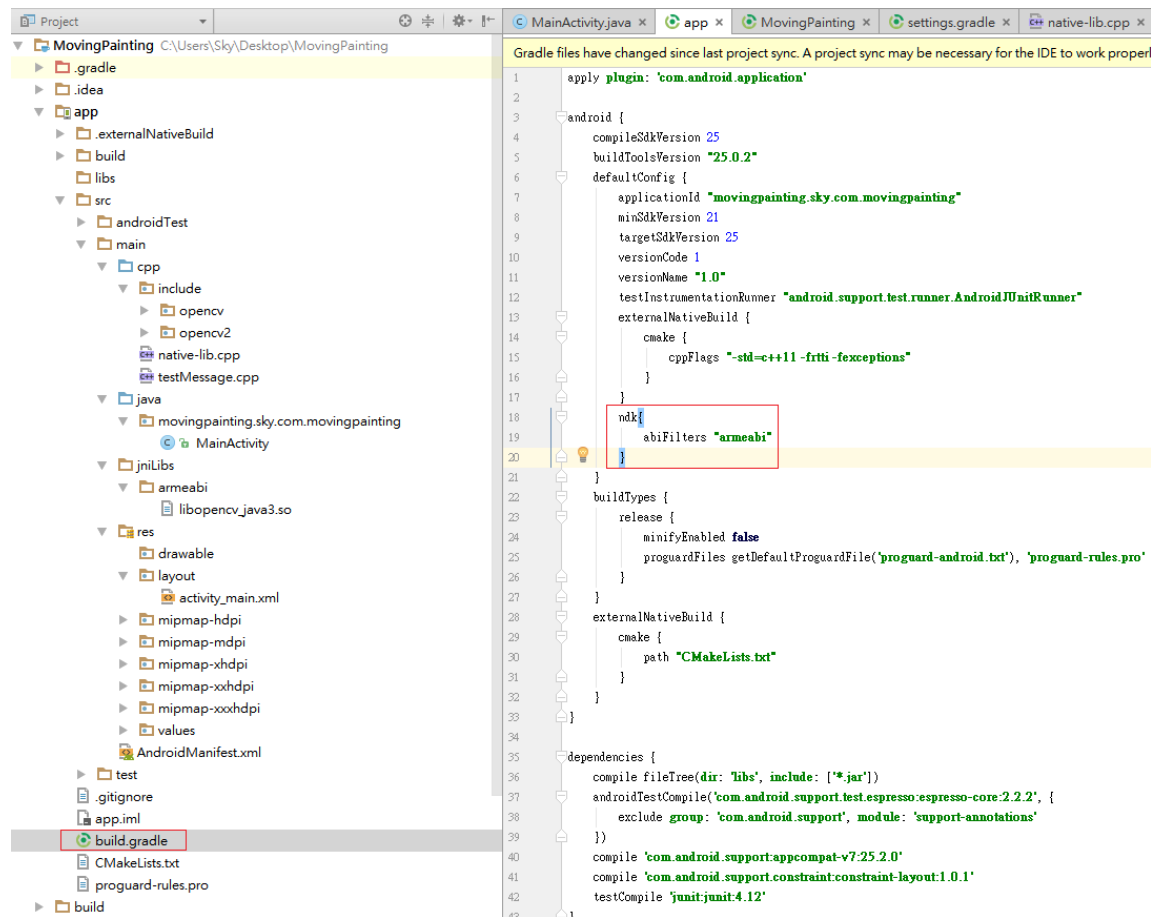 Project
MovingPainting C:\Users\Sky\Desktop\MovingPainting
.gradle
.idea
app
.externalNativeBuild
build
libs
src
androidTest
main
cpp
include
opencv
opencv2
native-lib.cpp
testMessage.cpp
java
movingpainting.sky.com.movingpainting
MainActivity
jniLibs
armeabi
libopencv_java3.so
res
drawable
layout
activity_main.xml
mipmap-hdpi
mipmap-mdpi
mipmap-xhdpi
mipmap-xxhdpi
mipmap-xxxhdpi
values
AndroidManifest.xml
test
.gitignore
app.iml
build.gradle
CMakeLists.txt
proguard-rules.pro
build
MainActivity.java × app × MovingPainting × settings.gradle × native-lib.cpp ×
Gradle files have changed since last project sync. A project sync may be necessary for the IDE to work properl
1 apply plugin: 'com.android.application'
2
3 android {
4 compileSdkVersion 25
5 buildToolsVersion "25.0.2"
6 defaultConfig {
7 applicationId "movingpainting.sky.com.movingpainting"
8 minSdkVersion 21
9 targetSdkVersion 25
10 versionCode 1
11 versionName "1.0"
12 testInstrumentationRunner "android.support.test.runner.AndroidJUnitRunner"
13 externalNativeBuild {
14 cmake {
15 cppFlags "-std=c++11 -frtti -fexceptions"
16 }
17 }
18 ndk{
19 abiFilters "armeabi"
20 }
21 }
22 buildTypes {
23 release {
24 minifyEnabled false
25 proguardFiles getDefaultProguardFile('proguard-android.txt'), 'proguard-rules.pro'
26 }
27 }
28 externalNativeBuild {
29 cmake {
30 path "CMakeLists.txt"
31 }
32 }
33 }
34
35 dependencies {
36 compile fileTree(dir: 'libs', include: ['*.jar'])
37 androidTestCompile('com.android.support.test.espresso:espresso-core:2.2.2', {
38 exclude group: 'com.android.support', module: 'support-annotations'
39 })
40 compile 'com.android.support:appcompat-v7:25.2.0'
41 compile 'com.android.support.constraint:constraint-layout:1.0.1'
42 testCompile 'junit:junit:4.12'
43 }